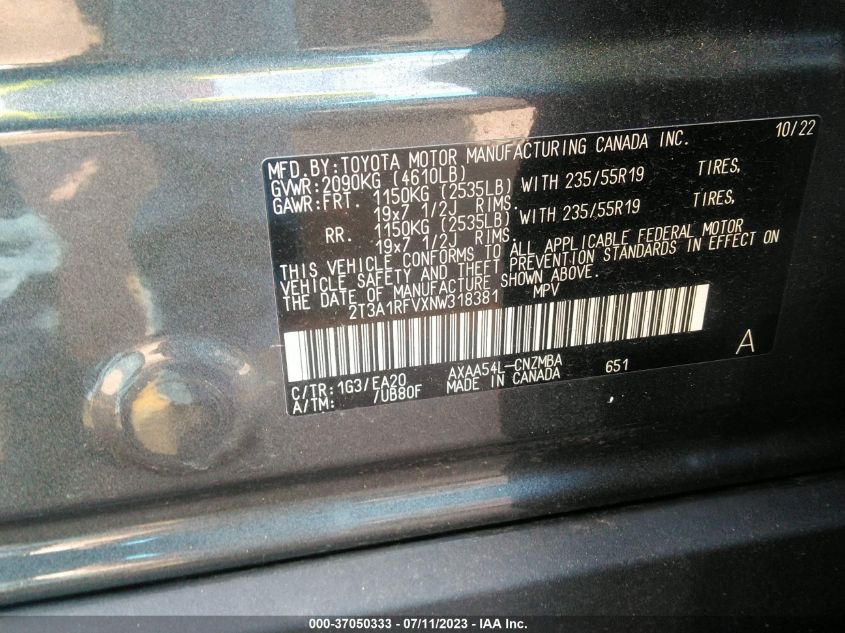 10/22
MFD. BY: TOYOTA MOTOR MANUFACTURING CANADA INC.
GVWR: 2090KG (4610LB)
GAWR: FRT. 1150KG (2535LB) WITH 235/55R19 TIRES,
19x7 1/2J RIMS.
RR. 1150KG (2535LB) WITH 235/55R19 TIRES,
19x7 1/2J RIMS.
THIS VEHICLE CONFORMS TO ALL APPLICABLE FEDERAL MOTOR
VEHICLE SAFETY AND THEFT PREVENTION STANDARDS IN EFFECT ON
THE DATE OF MANUFACTURE SHOWN ABOVE.
2T3A1RFVXNW318381 MPV
A
C/TR: 1G3/EA20 AXAA54L-CNZMBA 651
A/TM: 7UB80F MADE IN CANADA
000-37050333 - 07/11/2023 - © IAA Inc.